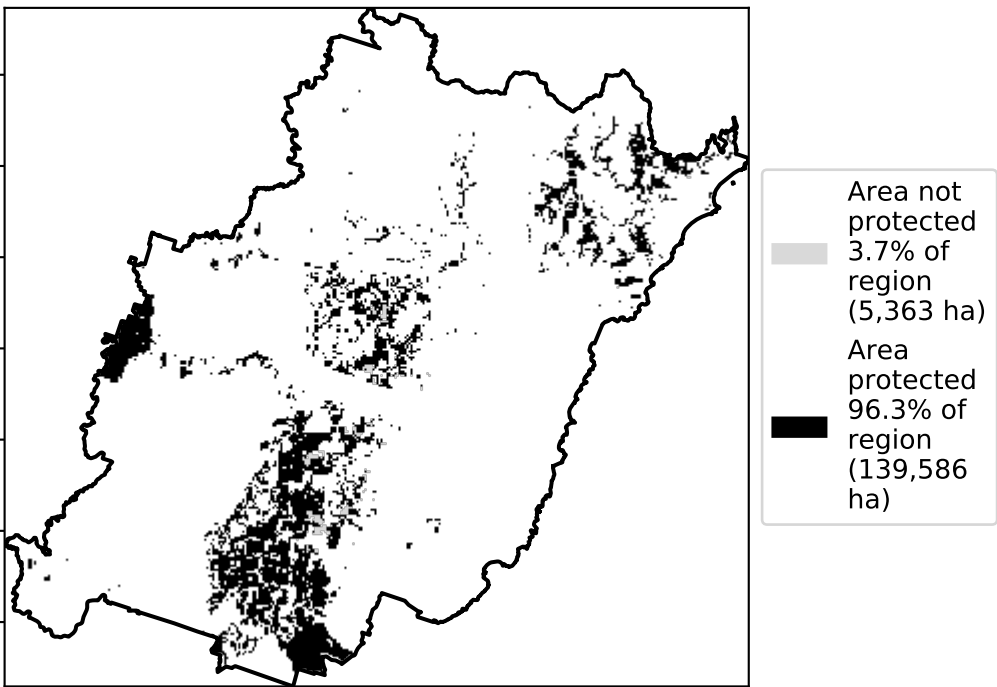 Area not
protected
3.7% of
region
(5,363 ha)
Area
protected
96.3% of
region
(139,586
ha)